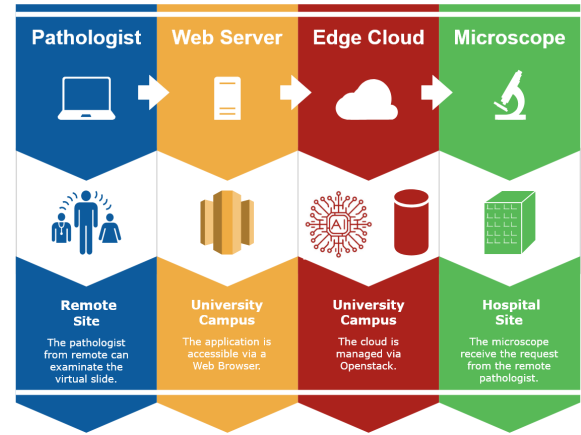 Pathologist
Web Server
Edge Cloud
Microscope
AI
Remote
Site
The pathologist
from remote can
examinate the
virtual slide.
University
Campus
The application is
accessible via a
Web Browser.
University
Campus
The cloud is
managed via
Openstack.
Hospital
Site
The microscope
receive the request
from the remote
pathologist.